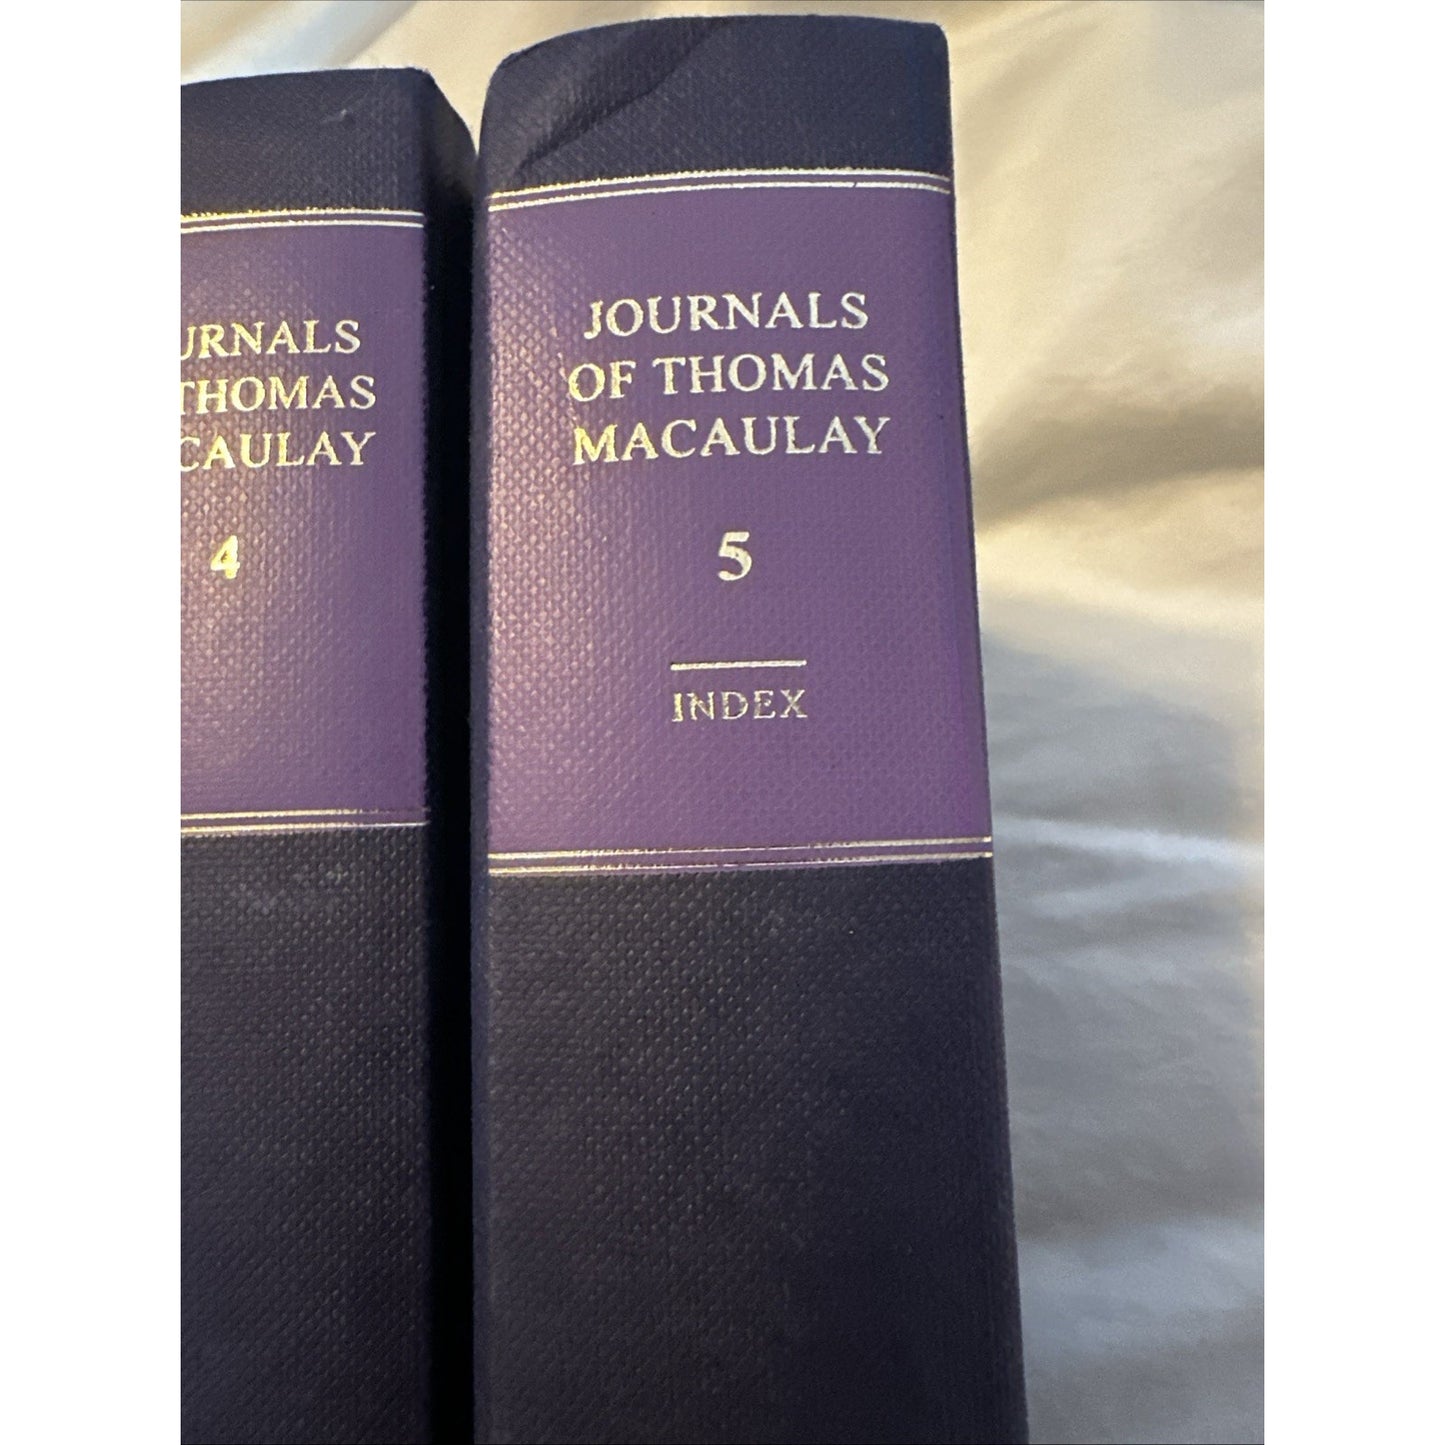 URNALS
THOMAS
CAULAY
4
JOURNALS
OF THOMAS
MACAULAY
5
INDEX